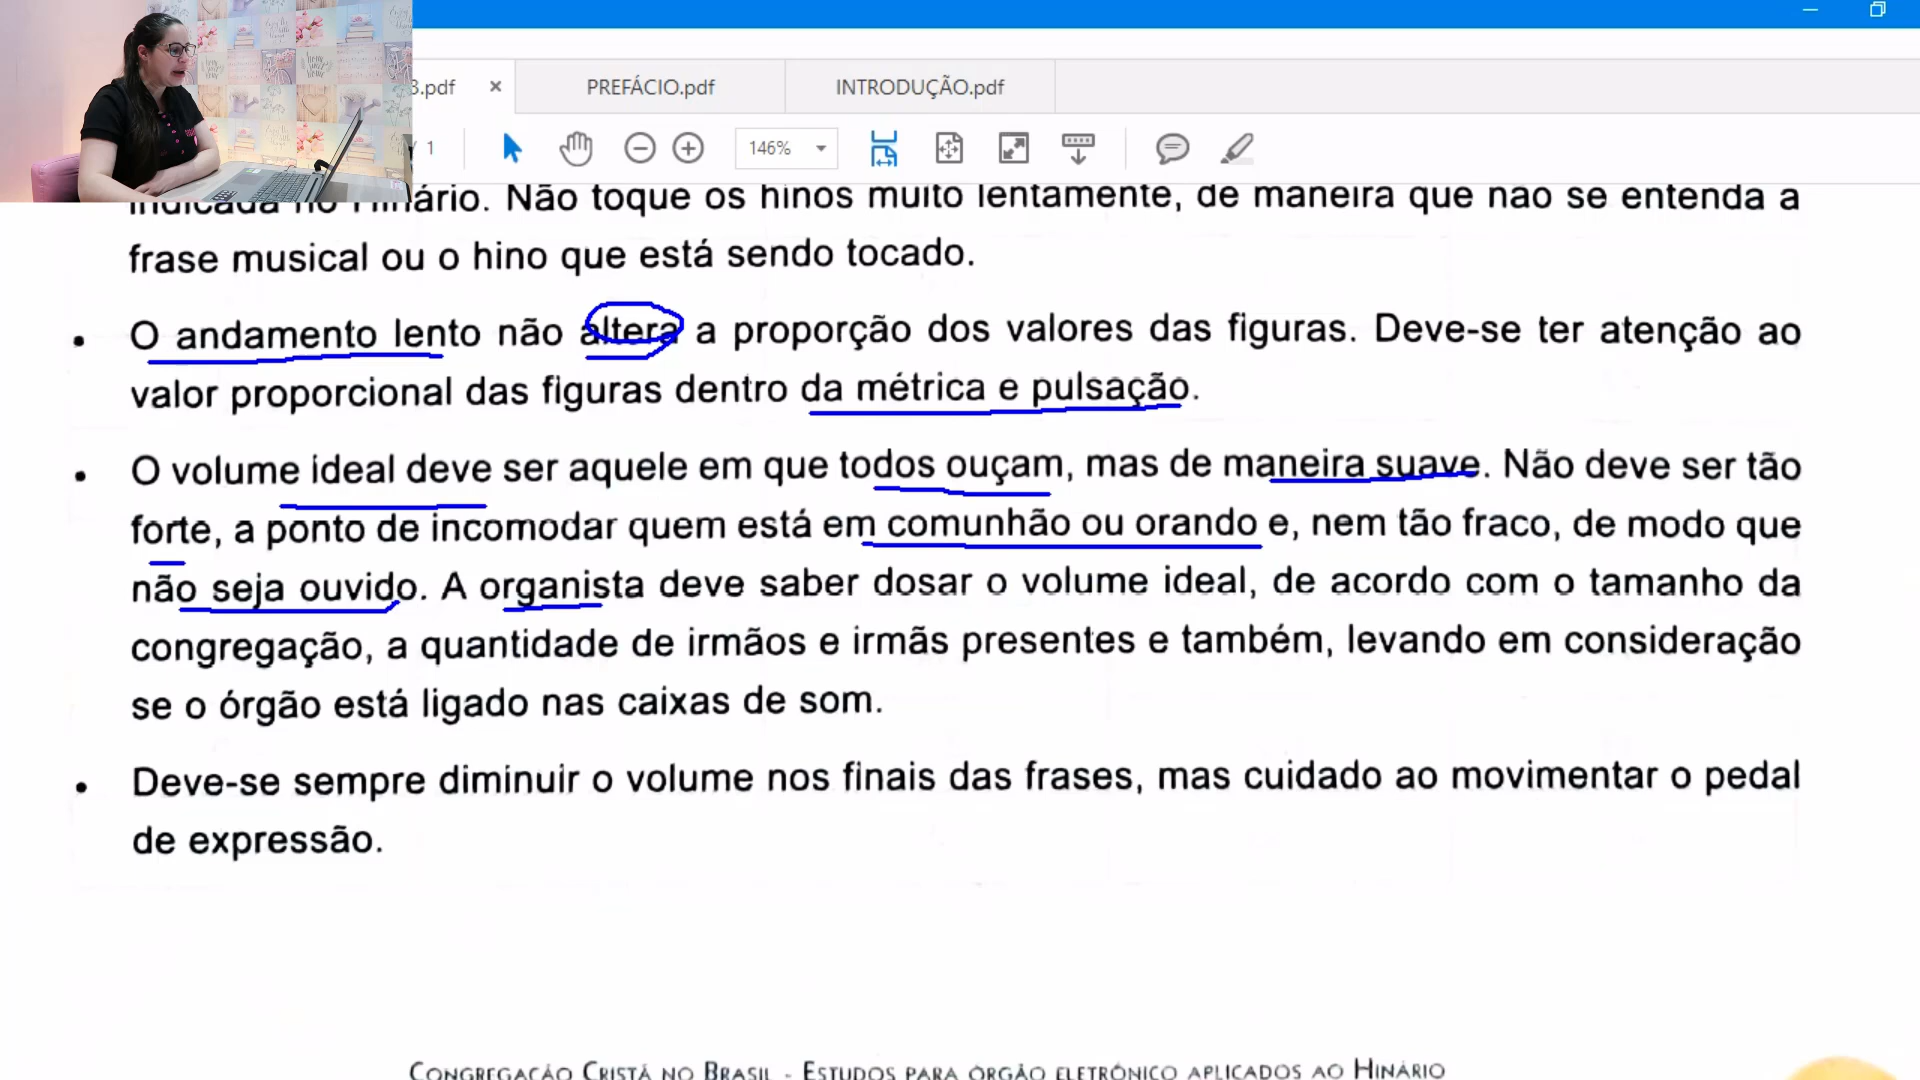 3.pdf PREFÁCIO.pdf INTRODUÇÃO.pdf
/ 1 146%
indicada no Hinário. Não toque os hinos muito lentamente, de maneira que não se entenda a
frase musical ou o hino que está sendo tocado.
• O andamento lento não altera a proporção dos valores das figuras. Deve-se ter atenção ao
valor proporcional das figuras dentro da métrica e pulsação.
• O volume ideal deve ser aquele em que todos ouçam, mas de maneira suave. Não deve ser tão
forte, a ponto de incomodar quem está em comunhão ou orando e, nem tão fraco, de modo que
não seja ouvido. A organista deve saber dosar o volume ideal, de acordo com o tamanho da
congregação, a quantidade de irmãos e irmãs presentes e também, levando em consideração
se o órgão está ligado nas caixas de som.
• Deve-se sempre diminuir o volume nos finais das frases, mas cuidado ao movimentar o pedal
de expressão.
CONGREGAÇÃO CRISTÃ NO BRASIL - ESTUDOS PARA ÓRGÃO ELETRÔNICO APLICADOS AO HINÁRIO